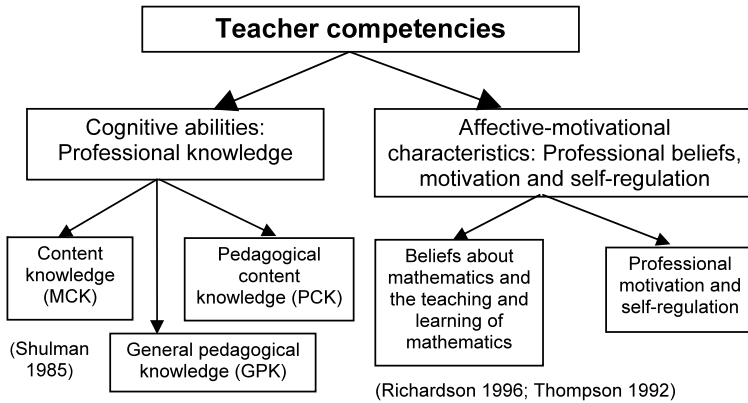 Teacher competencies
Cognitive abilities:
Professional knowledge
Affective-motivational
characteristics: Professional beliefs,
motivation and self-regulation
Content
knowledge
(MCK)
Pedagogical
content
knowledge (PCK)
General pedagogical
knowledge (GPK)
(Shulman
1985)
Beliefs about
mathematics and
the teaching and
learning of
mathematics
Professional
motivation and
self-regulation
(Richardson 1996; Thompson 1992)